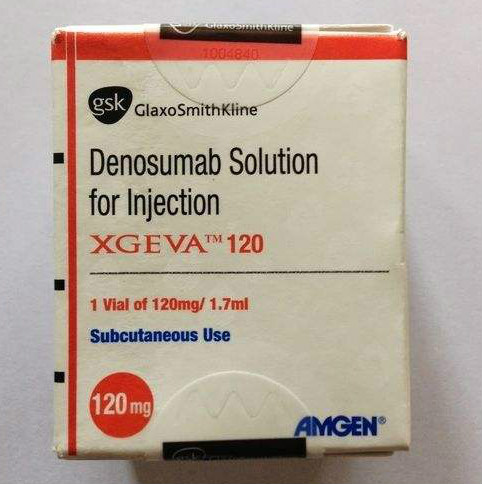 GlaxoSmithKline
1004840
gsk GlaxoSmithKline
Denosumab Solution
for Injection
XGEVA™ 120
1 Vial of 120mg/ 1.7ml
Subcutaneous Use
120 mg
AMGEN®